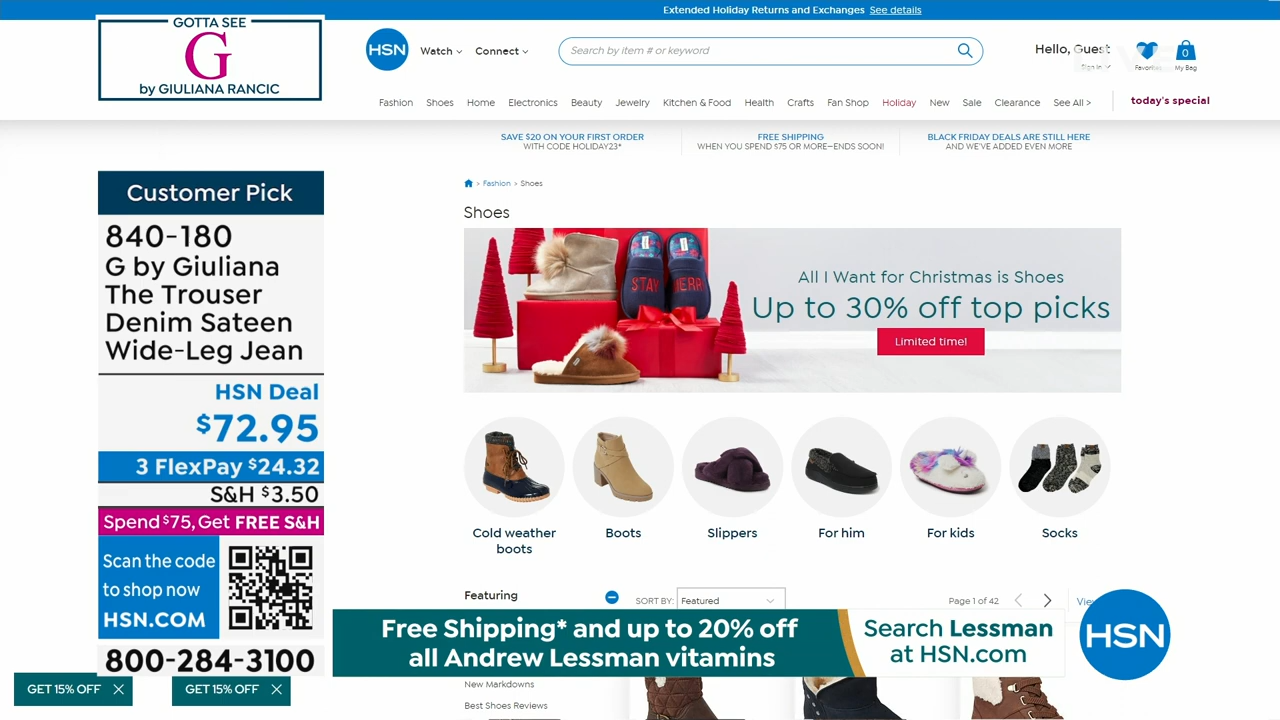 Extended Holiday Returns and Exchanges See details
GOTTA SEE
G
by GIULIANA RANCIC
HSN
Watch
Connect
Search by item # or keyword
Hello, Guest
Sign In
Favorites
0
My Bag
Fashion Shoes Home Electronics Beauty Jewelry Kitchen & Food Health Crafts Fan Shop Holiday New Sale Clearance See All >
today's special
SAVE $20 ON YOUR FIRST ORDER
WITH CODE HOLIDAY23*
FREE SHIPPING
WHEN YOU SPEND $75 OR MORE—ENDS SOON!
BLACK FRIDAY DEALS ARE STILL HERE
AND WE'VE ADDED EVEN MORE
Customer Pick
840-180
G by Giuliana
The Trouser
Denim Sateen
Wide-Leg Jean
HSN Deal
$72.95
3 FlexPay $24.32
S&H $3.50
Spend $75, Get FREE S&H
Scan the code
to shop now
HSN.COM
800-284-3100
GET 15% OFF
GET 15% OFF
> Fashion > Shoes
Shoes
STAY MERR
All I Want for Christmas is Shoes
Up to 30% off top picks
Limited time!
Cold weather
boots
Boots
Slippers
For him
For kids
Socks
Featuring
SORT BY: Featured
Page 1 of 42
Free Shipping* and up to 20% off
all Andrew Lessman vitamins
Search Lessman
at HSN.com
HSN
New Markdowns
Best Shoes Reviews